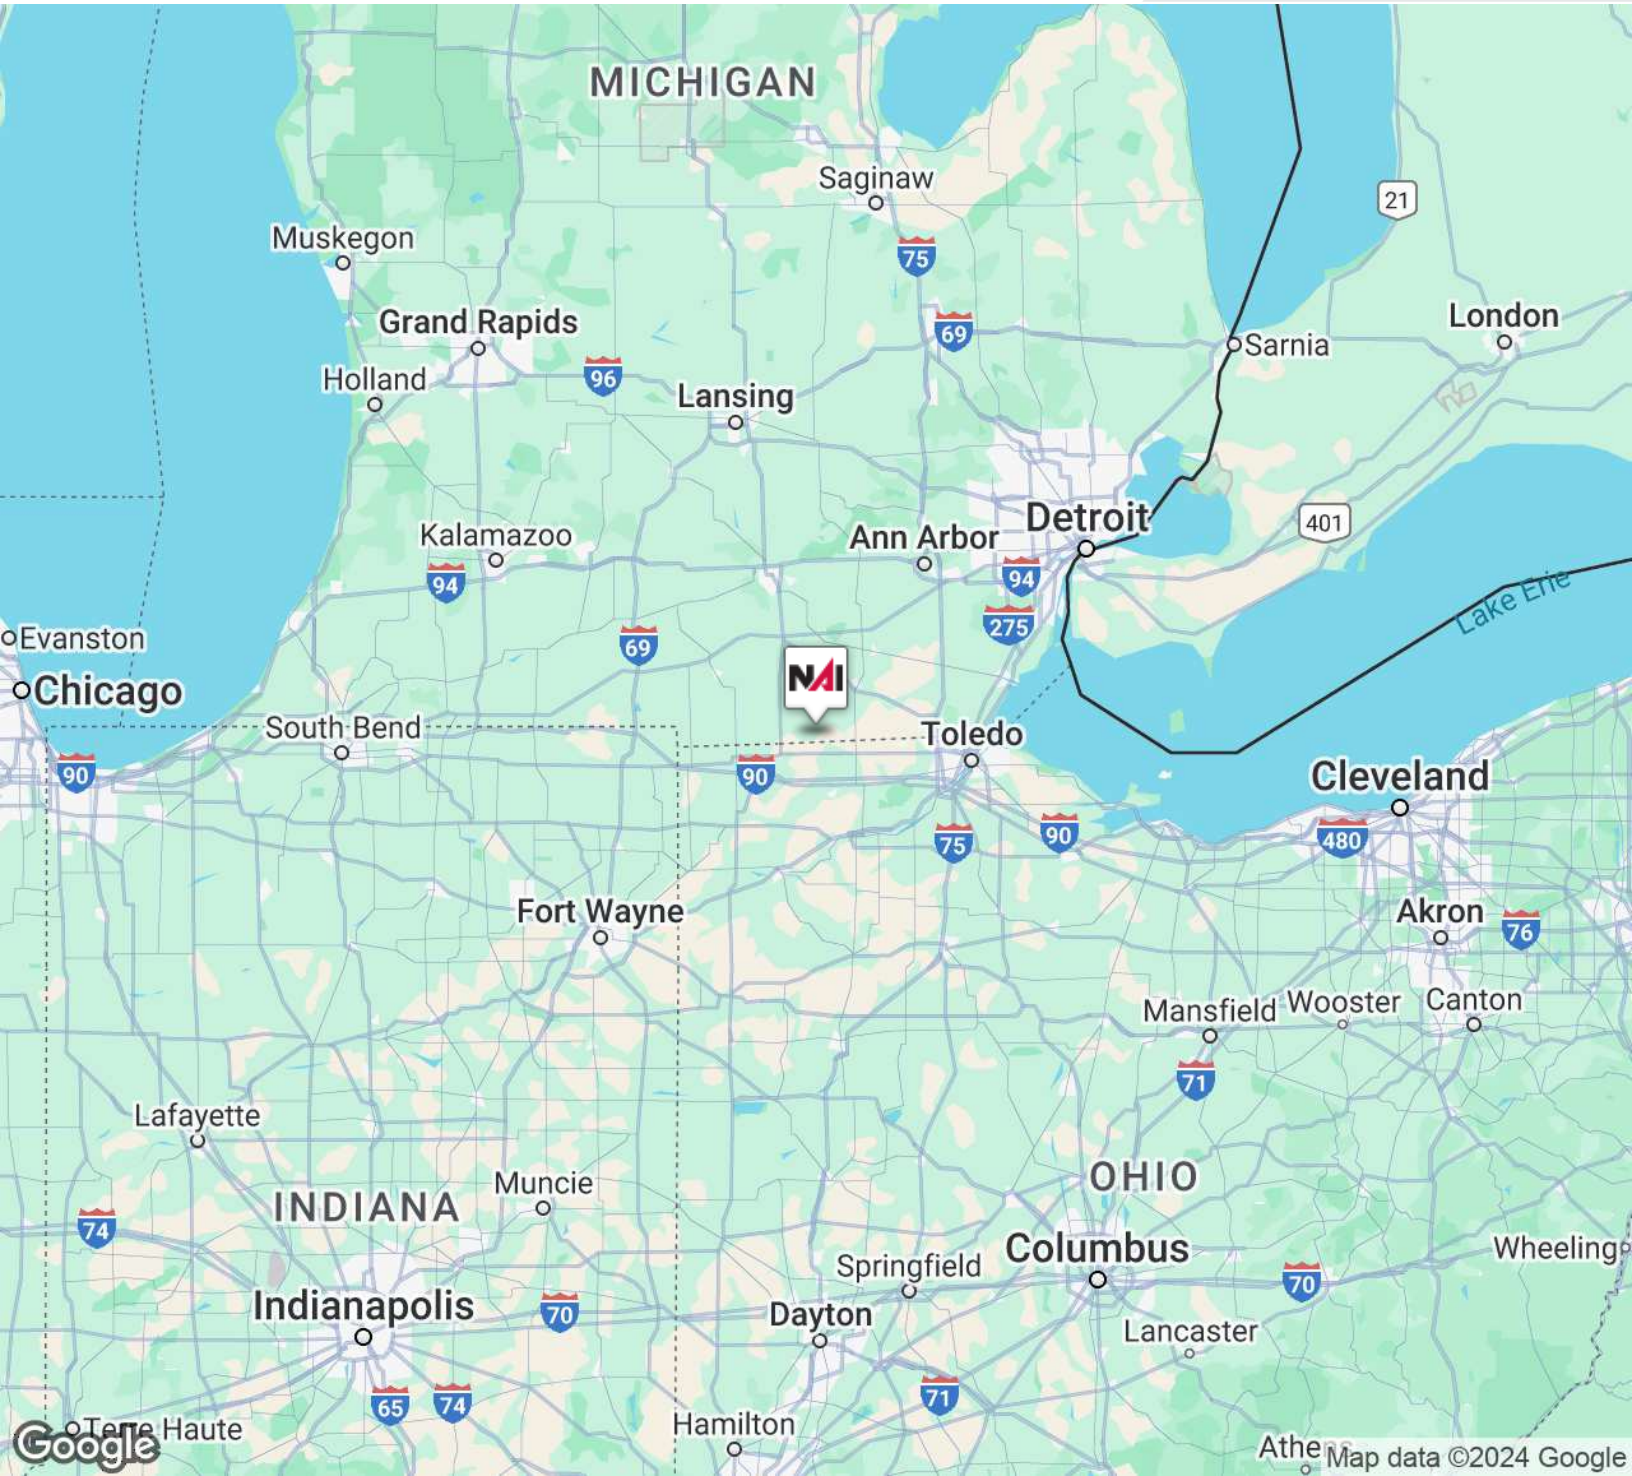 MICHIGAN
Saginaw
21
Muskegon
75
Grand Rapids
69
London
Sarnia
Holland
96
Lansing
Detroit
401
Kalamazoo
Ann Arbor
94
94
Lake Erie
275
Evanston
69
Chicago
NAI
South Bend
Toledo
90
90
Cleveland
75
90
480
Fort Wayne
Akron
76
Mansfield
Wooster
Canton
71
Lafayette
Muncie
OHIO
INDIANA
74
Columbus
Wheeling
Springfield
70
Indianapolis
70
Dayton
Lancaster
65
74
71
Hamilton
Terre Haute
Google
Athens
Map data ©2024 Google